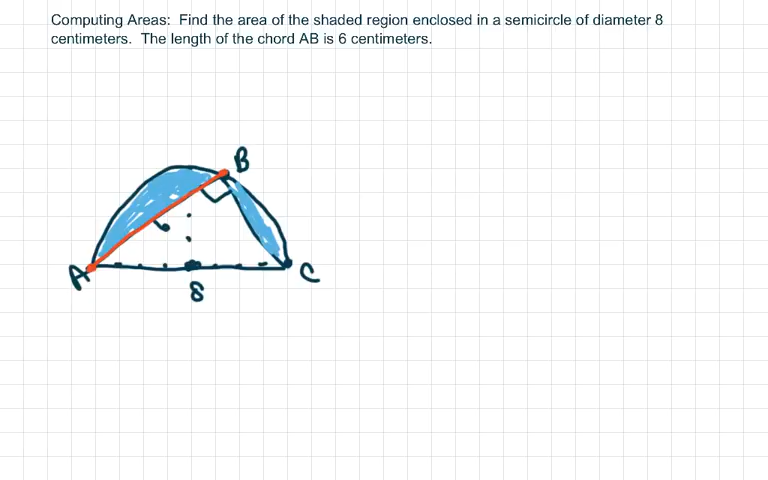 Computing Areas: Find the area of the shaded region enclosed in a semicircle of diameter 8
centimeters. The length of the chord AB is 6 centimeters.
B
6
A
C
8